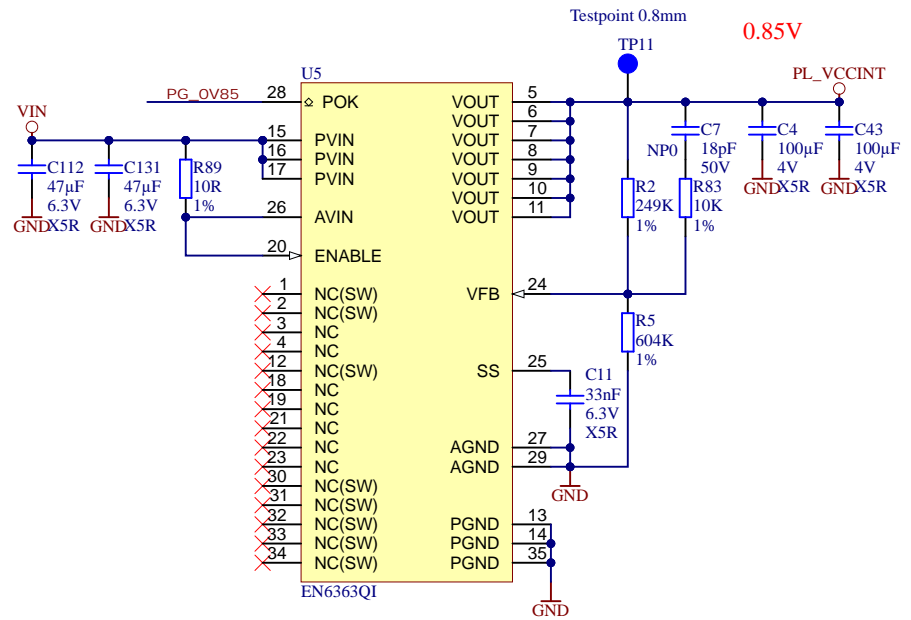 Testpoint 0.8mm
0.85V
TP11
U5
PL_VCCINT
PG_0V85
28
POK
VOUT
5
VIN
VOUT
6
15
PVIN
VOUT
7
16
PVIN
VOUT
8
17
PVIN
VOUT
9
VOUT
10
26
AVIN
VOUT
11
20
ENABLE
C112
47µF
6.3V
X5R
GND
C131
47µF
6.3V
X5R
GND
R89
10R
1%
C7
18pF
NP0
50V
C4
100µF
4V
X5R
GND
C43
100µF
4V
X5R
GND
R2
249K
1%
R83
10K
1%
1
NC(SW)
VFB
24
2
NC(SW)
3
NC
4
NC
12
NC(SW)
SS
25
18
NC
19
NC
21
NC
22
NC
AGND
27
23
NC
AGND
29
30
NC(SW)
31
NC(SW)
32
NC(SW)
PGND
13
33
NC(SW)
PGND
14
34
NC(SW)
PGND
35
R5
604K
1%
C11
33nF
6.3V
X5R
GND
EN6363QI
GND